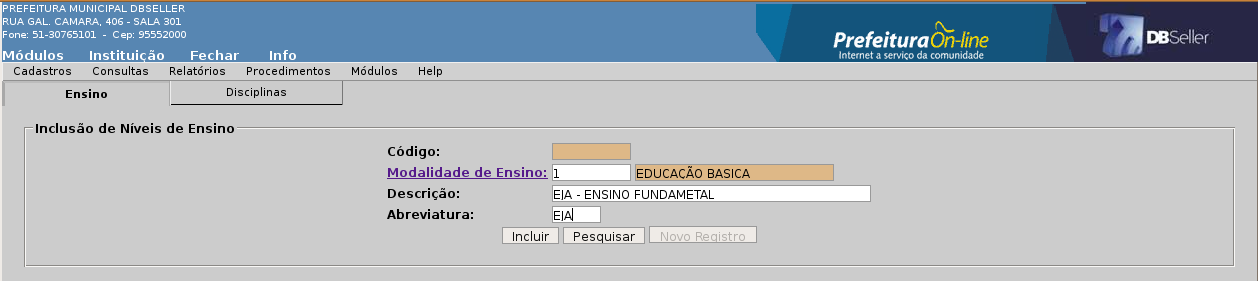 PREFEITURA MUNICIPAL DBSELLER
RUA GAL. CAMARA, 406 - SALA 301
Fone: 51-30765101 - Cep: 95552000
Módulos Instituição Fechar Info
PrefeituraOn-line
Internet a serviço da comunidade
DBSeller
Cadastros Consultas Relatórios Procedimentos Módulos Help
Ensino Disciplinas
Inclusão de Níveis de Ensino
Código:
Modalidade de Ensino: 1 EDUCAÇÃO BASICA
Descrição: EJA - ENSINO FUNDAMETAL
Abreviatura: EJA
Incluir Pesquisar Novo Registro